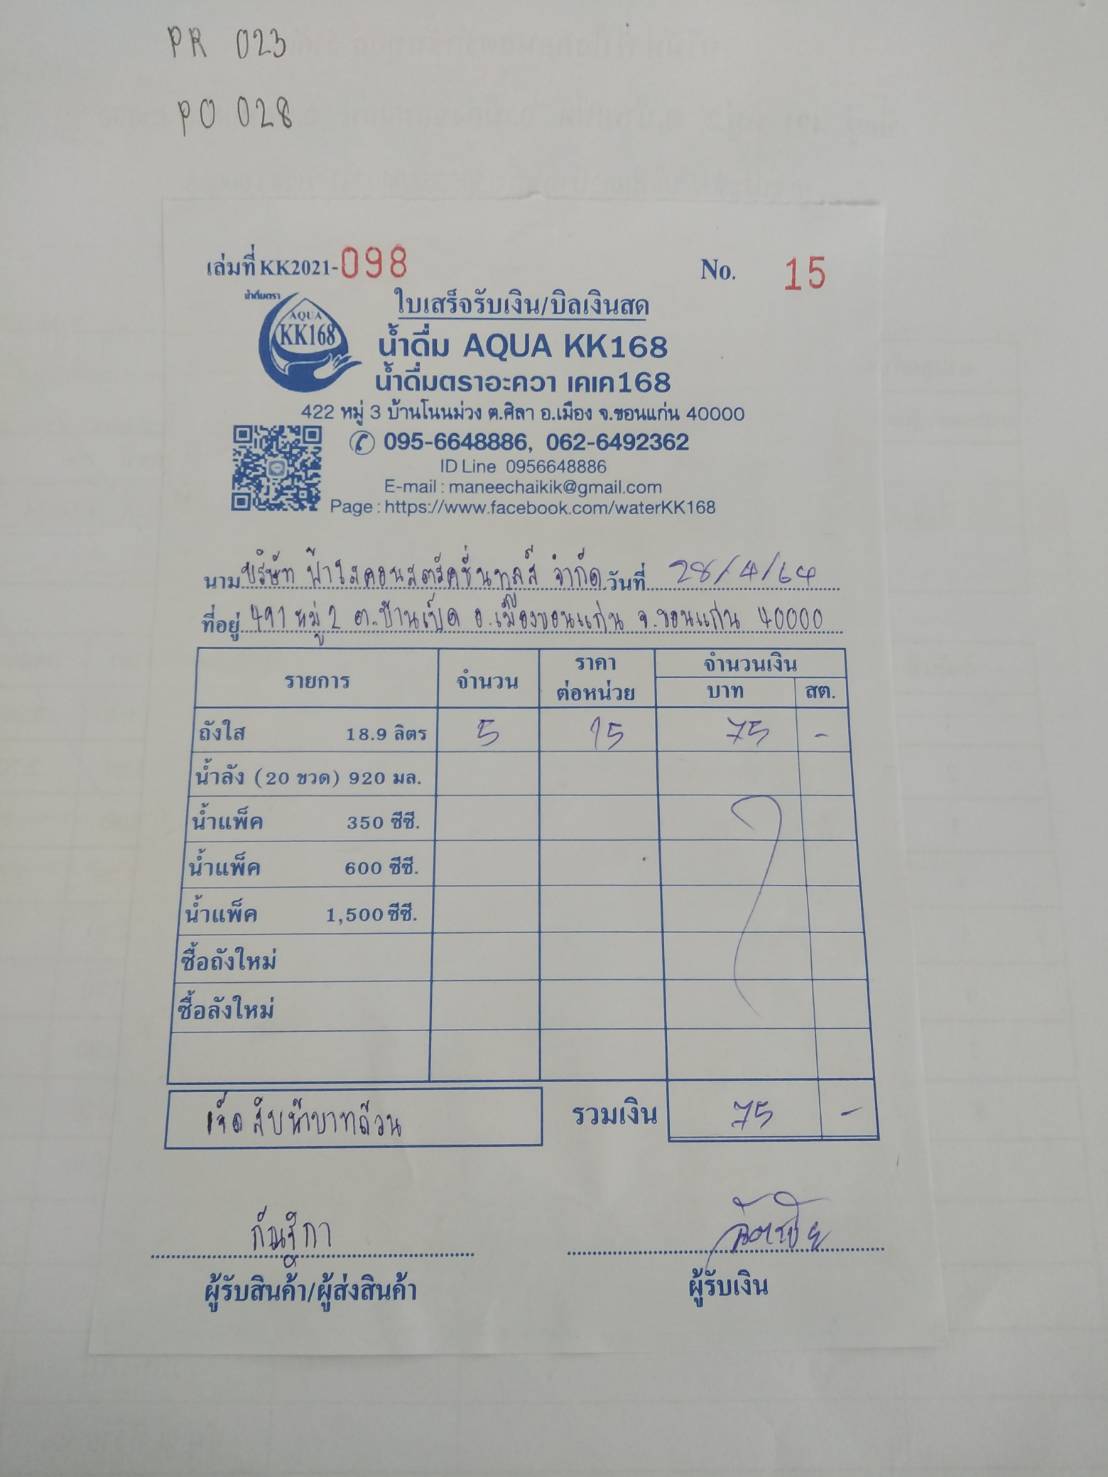 PR 023
PO 028
เล่มที่ KK2021-098 No. 15
น้ำดื่มตรา
AQUA
KK168
ใบเสร็จรับเงิน/บิลเงินสด
น้ำดื่ม AQUA KK168
น้ำดื่มตราอะควา เคเค168
422 หมู่ 3 บ้านโนนม่วง ต.ศิลา อ.เมือง จ.ขอนแก่น 40000
095-6648886, 062-6492362
ID Line 0956648886
E-mail : maneechaikik@gmail.com
Page : https://www.facebook.com/waterKK168
นาม บริษัท ฟ้าใสคอนสตรัคชั่นทูลส์ จำกัด วันที่ 28/4/64
ที่อยู่ 491 หมู่ 2 ต.บ้านเป็ด อ.เมืองขอนแก่น จ.ขอนแก่น 40000
รายการ จำนวน ราคาต่อหน่วย จำนวนเงิน
บาท สต.
ถังใส 18.9 ลิตร 5 15 75 -
น้ำลัง (20 ขวด) 920 มล.
น้ำแพ็ค 350 ซีซี.
น้ำแพ็ค 600 ซีซี.
น้ำแพ็ค 1,500 ซีซี.
ซื้อถังใหม่
ซื้อลังใหม่
เจ็ดสิบห้าบาทถ้วน รวมเงิน 75 -
กัณฐิกา
ผู้รับสินค้า/ผู้ส่งสินค้า ผู้รับเงิน